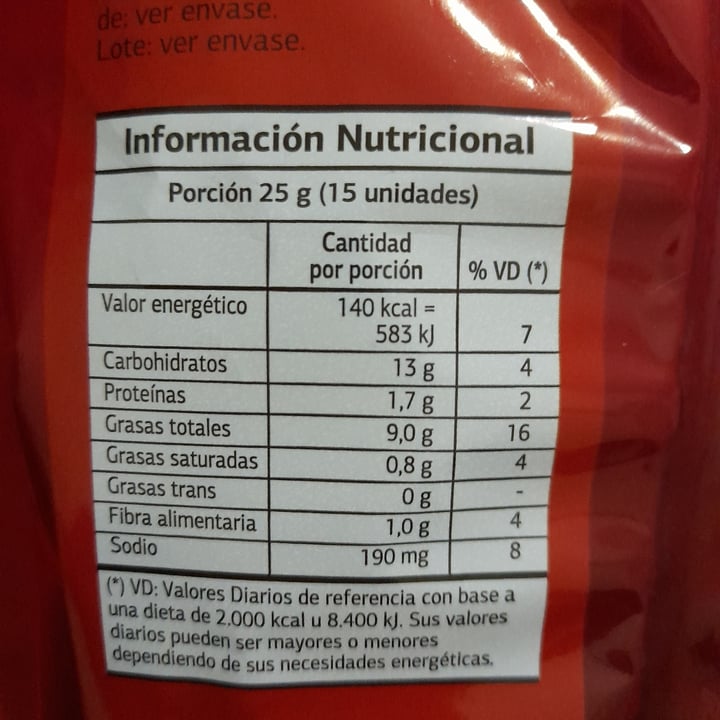 de: ver envase.
Lote: ver envase.
Información Nutricional
Porción 25 g (15 unidades)
Cantidad
por porción % VD (*)
Valor energético 140 kcal =
583 kJ 7
Carbohidratos 13 g 4
Proteínas 1,7 g 2
Grasas totales 9,0 g 16
Grasas saturadas 0,8 g 4
Grasas trans 0 g -
Fibra alimentaria 1,0 g 4
Sodio 190 mg 8
(*) VD: Valores Diarios de referencia con base a
una dieta de 2.000 kcal u 8.400 kJ. Sus valores
diarios pueden ser mayores o menores
dependiendo de sus necesidades energéticas.